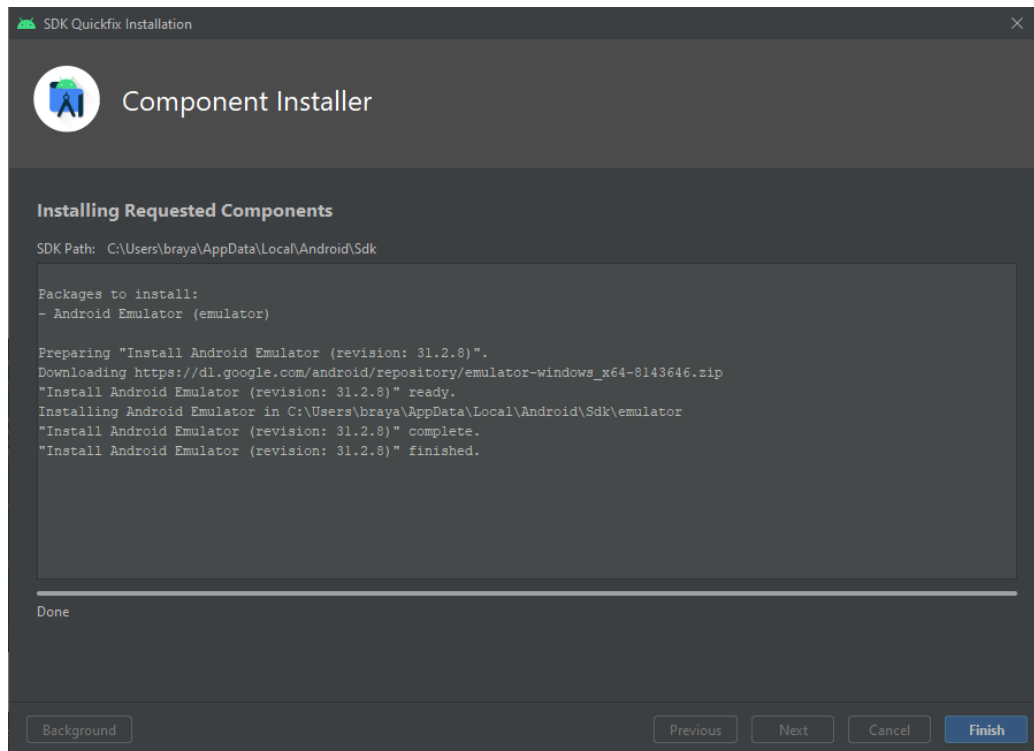 SDK Quickfix Installation
Component Installer
Installing Requested Components
SDK Path: C:\Users\braya\AppData\Local\Android\Sdk
Packages to install:
- Android Emulator (emulator)
Preparing "Install Android Emulator (revision: 31.2.8)".
Downloading https://dl.google.com/android/repository/emulator-windows_x64-8143646.zip
"Install Android Emulator (revision: 31.2.8)" ready.
Installing Android Emulator in C:\Users\braya\AppData\Local\Android\Sdk\emulator
"Install Android Emulator (revision: 31.2.8)" complete.
"Install Android Emulator (revision: 31.2.8)" finished.
Done
Background Previous Next Cancel Finish